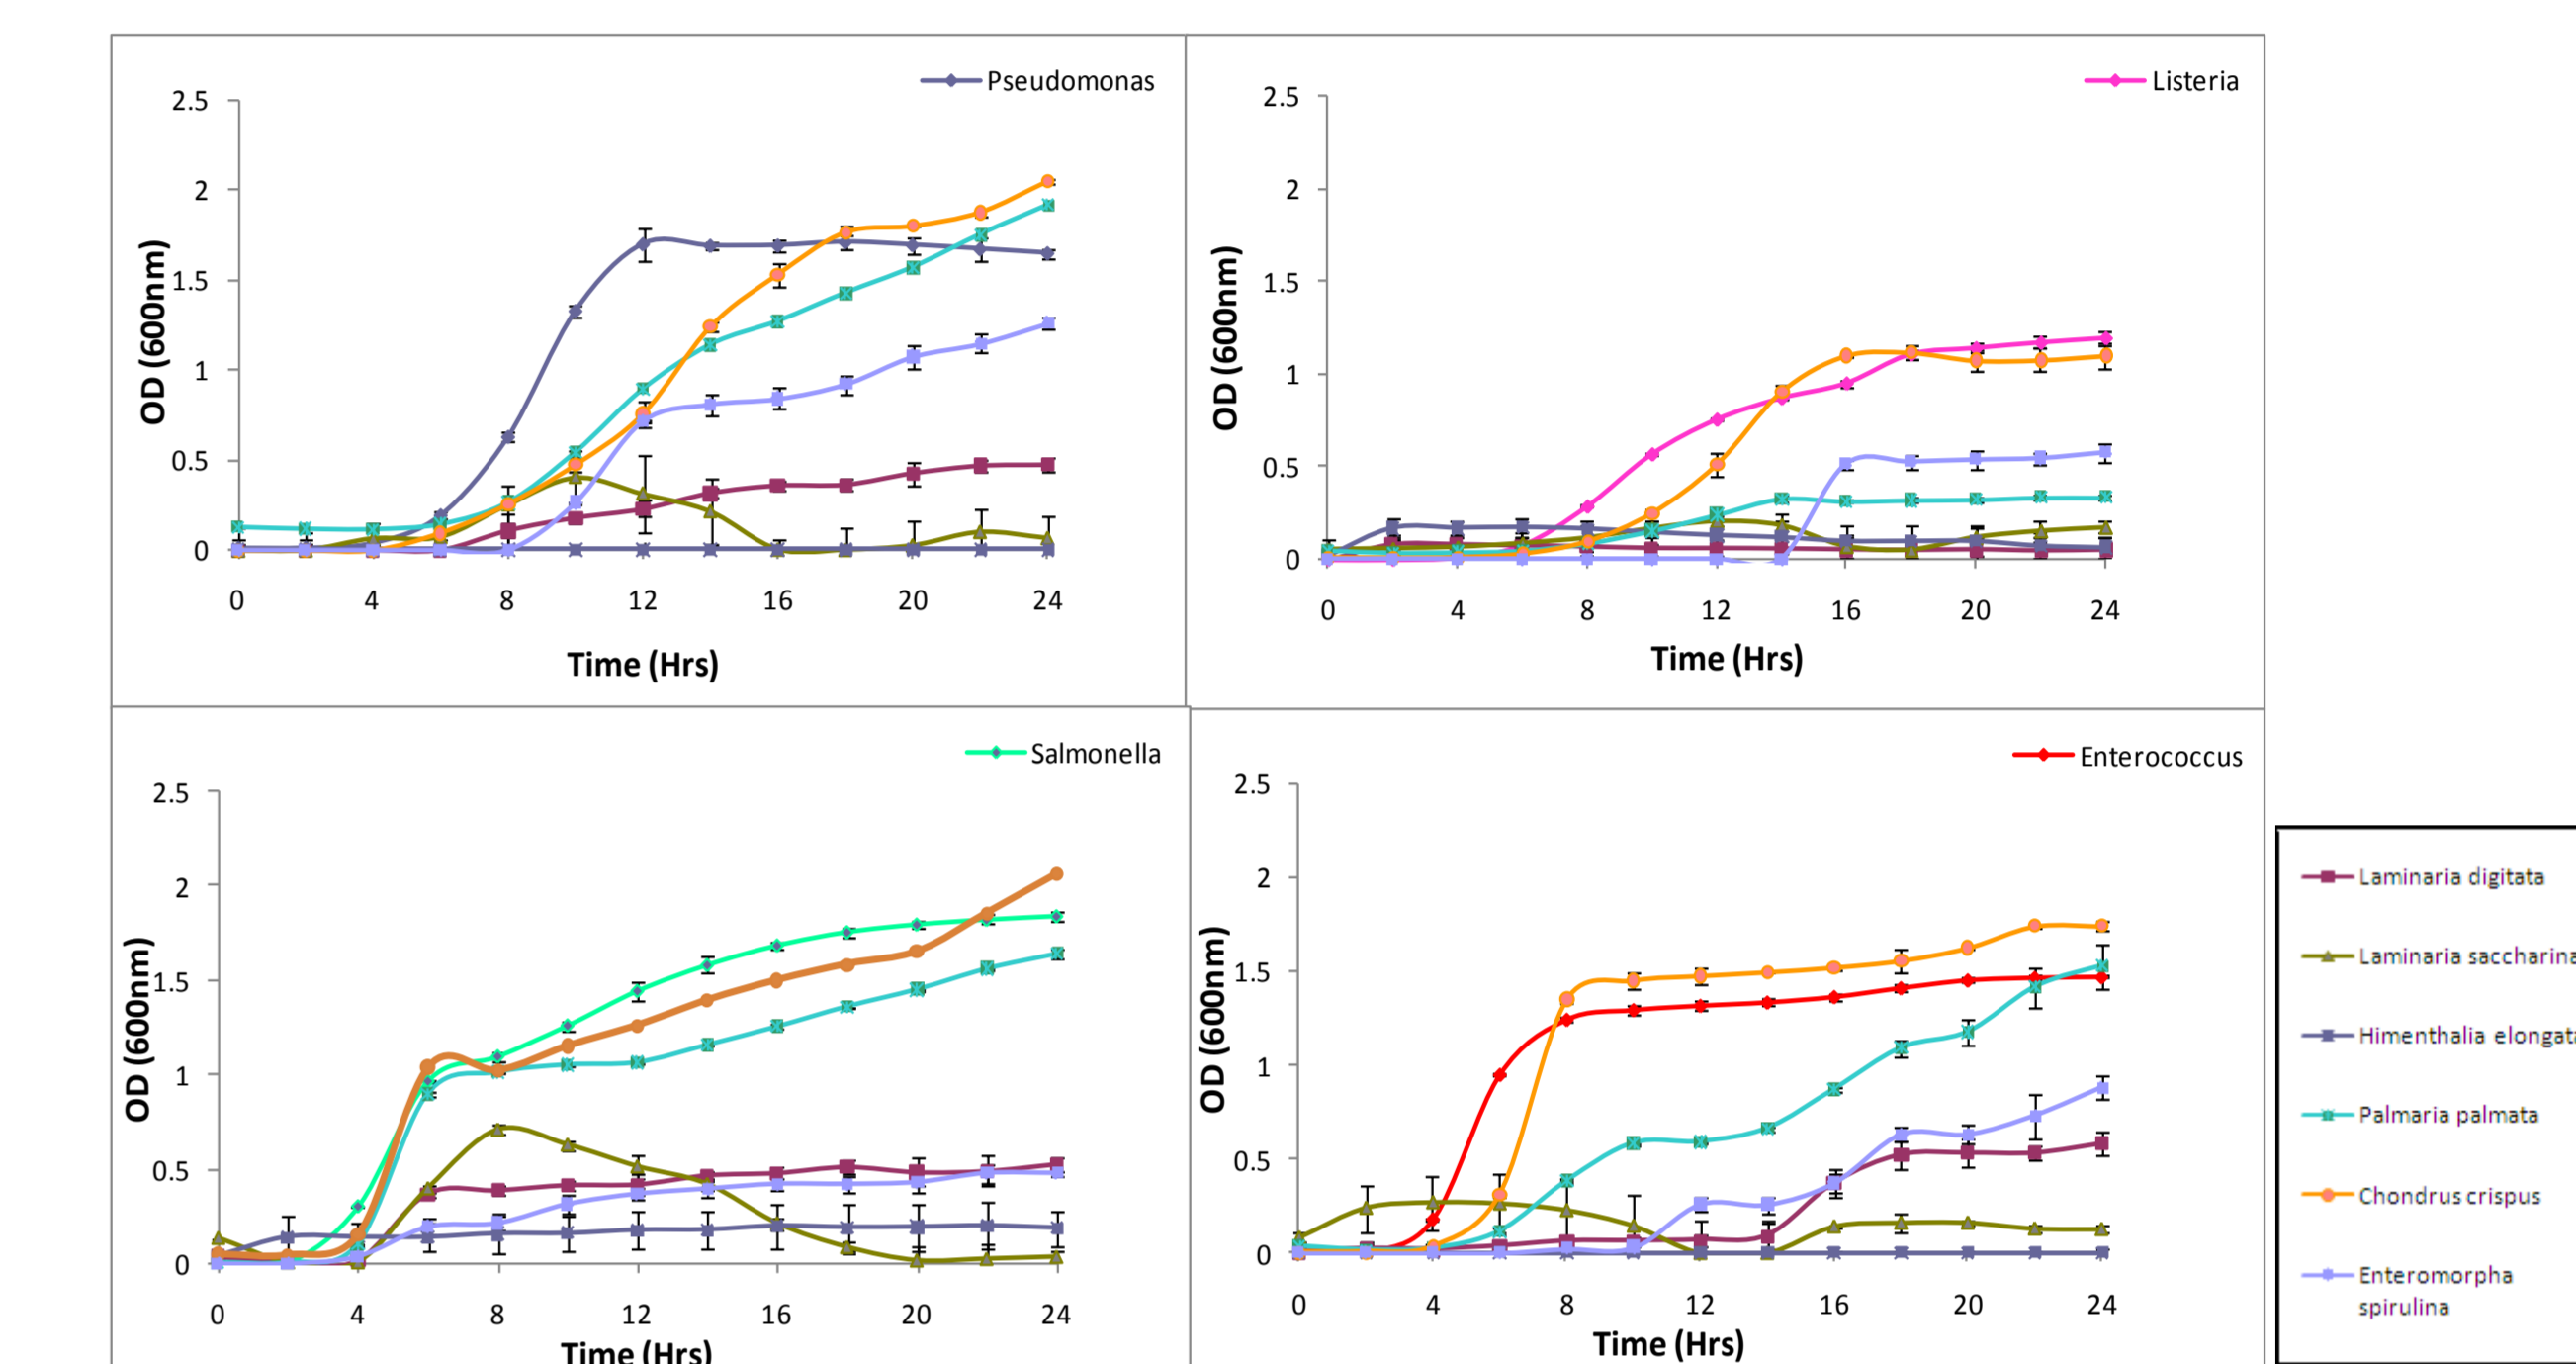 Pseudomonas
2.5
2
1.5
1
0.5
0
OD (600nm)
0 4 8 12 16 20 24
Time (Hrs)
Listeria
2.5
2
1.5
1
0.5
0
OD (600nm)
0 4 8 12 16 20 24
Time (Hrs)
Salmonella
2.5
2
1.5
1
0.5
0
OD (600nm)
0 4 8 12 16 20 24
Time (Hrs)
Enterococcus
2.5
2
1.5
1
0.5
0
OD (600nm)
0 4 8 12 16 20 24
Time (Hrs)
Laminaria digitata
Laminaria saccharina
Himenthalia elongata
Palmaria palmata
Chondrus crispus
Enteromorpha
spirulina